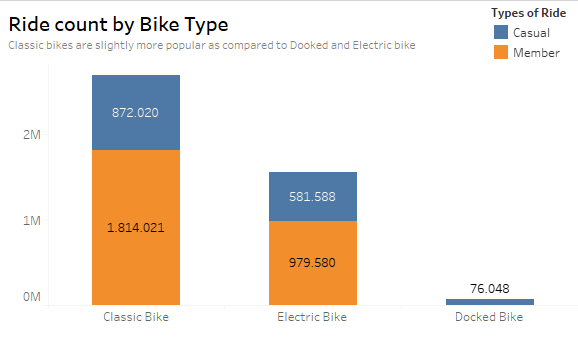 Ride count by Bike Type
Classic bikes are slightly more popular as compared to Docked and Electric bike
Types of Ride
Casual
Member
2M
1M
0M
872.020
1.814.021
581.588
979.580
76.048
Classic Bike
Electric Bike
Docked Bike